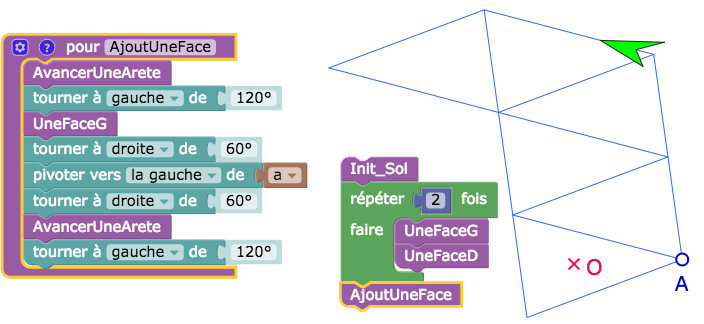 pour AjoutUneFace
AvancerUneArete
tourner à gauche de 120°
UneFaceG
tourner à droite de 60°
pivoter vers la gauche de a
tourner à droite de 60°
AvancerUneArete
tourner à gauche de 120°
Init_Sol
répéter 2 fois
faire UneFaceG
UneFaceD
AjoutUneFace
O
A